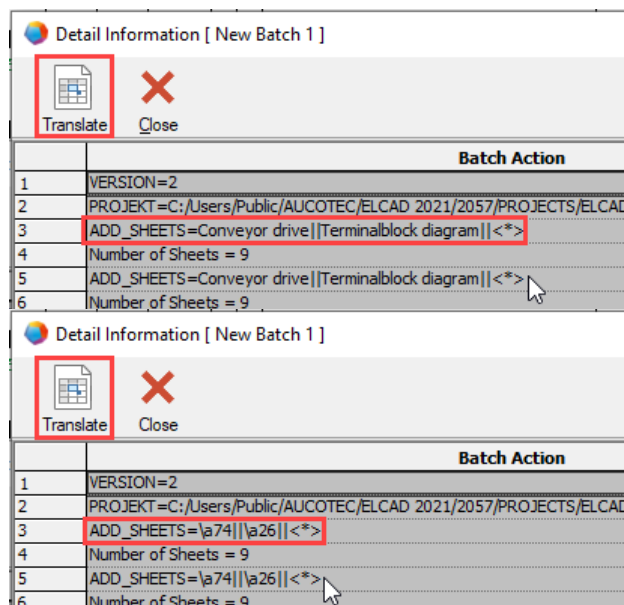 Detail Information [ New Batch 1 ]
Translate Close
Batch Action
1 VERSION=2
2 PROJEKT=C:/Users/Public/AUCOTEC/ELCAD 2021/2057/PROJECTS/ELCAD
3 ADD_SHEETS=Conveyor drive||Terminalblock diagram||<*>
4 Number of Sheets = 9
5 ADD_SHEETS=Conveyor drive||Terminalblock diagram||<*>
6 Number of Sheets = 9
Detail Information [ New Batch 1 ]
Translate Close
Batch Action
1 VERSION=2
2 PROJEKT=C:/Users/Public/AUCOTEC/ELCAD 2021/2057/PROJECTS/ELCAD
3 ADD_SHEETS=\a74||\a26||<*>
4 Number of Sheets = 9
5 ADD_SHEETS=\a74||\a26||<*>
6 Number of Sheets = 9